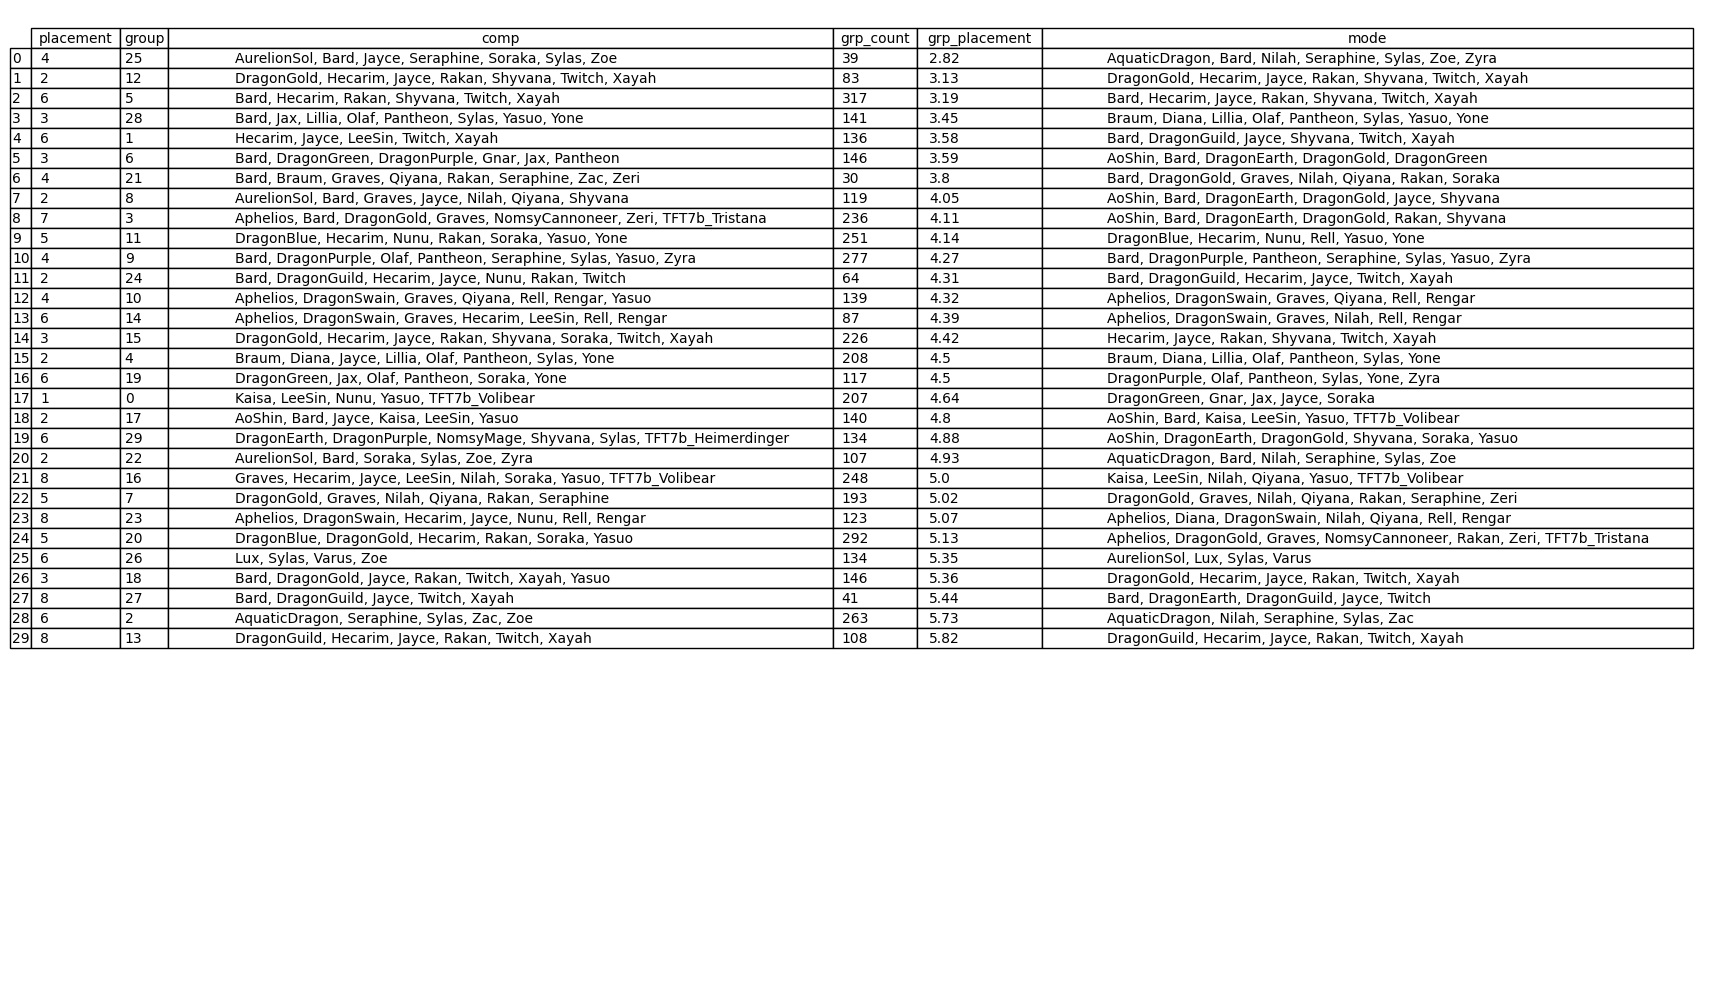 placement group comp grp_count grp_placement mode
0 4 25 AurelionSol, Bard, Jayce, Seraphine, Soraka, Sylas, Zoe 39 2.82 AquaticDragon, Bard, Nilah, Seraphine, Sylas, Zoe, Zyra
1 2 12 DragonGold, Hecarim, Jayce, Rakan, Shyvana, Twitch, Xayah 83 3.13 DragonGold, Hecarim, Jayce, Rakan, Shyvana, Twitch, Xayah
2 6 5 Bard, Hecarim, Rakan, Shyvana, Twitch, Xayah 317 3.19 Bard, Hecarim, Jayce, Rakan, Shyvana, Twitch, Xayah
3 3 28 Bard, Jax, Lillia, Olaf, Pantheon, Sylas, Yasuo, Yone 141 3.45 Braum, Diana, Lillia, Olaf, Pantheon, Sylas, Yasuo, Yone
4 6 1 Hecarim, Jayce, LeeSin, Twitch, Xayah 136 3.58 Bard, DragonGuild, Jayce, Shyvana, Twitch, Xayah
5 3 6 Bard, DragonGreen, DragonPurple, Gnar, Jax, Pantheon 146 3.59 AoShin, Bard, DragonEarth, DragonGold, DragonGreen
6 4 21 Bard, Braum, Graves, Qiyana, Rakan, Seraphine, Zac, Zeri 30 3.8 Bard, DragonGold, Graves, Nilah, Qiyana, Rakan, Soraka
7 2 8 AurelionSol, Bard, Graves, Jayce, Nilah, Qiyana, Shyvana 119 4.05 AoShin, Bard, DragonEarth, DragonGold, Jayce, Shyvana
8 7 3 Aphelios, Bard, DragonGold, Graves, NomsyCannoneer, Zeri, TFT7b_Tristana 236 4.11 AoShin, Bard, DragonEarth, DragonGold, Rakan, Shyvana
9 5 11 DragonBlue, Hecarim, Nunu, Rakan, Soraka, Yasuo, Yone 251 4.14 DragonBlue, Hecarim, Nunu, Rell, Yasuo, Yone
10 4 9 Bard, DragonPurple, Olaf, Pantheon, Seraphine, Sylas, Yasuo, Zyra 277 4.27 Bard, DragonPurple, Pantheon, Seraphine, Sylas, Yasuo, Zyra
11 2 24 Bard, DragonGuild, Hecarim, Jayce, Nunu, Rakan, Twitch 64 4.31 Bard, DragonGuild, Hecarim, Jayce, Twitch, Xayah
12 4 10 Aphelios, DragonSwain, Graves, Qiyana, Rell, Rengar, Yasuo 139 4.32 Aphelios, DragonSwain, Graves, Qiyana, Rell, Rengar
13 6 14 Aphelios, DragonSwain, Graves, Hecarim, LeeSin, Rell, Rengar 87 4.39 Aphelios, DragonSwain, Graves, Nilah, Rell, Rengar
14 3 15 DragonGold, Hecarim, Jayce, Rakan, Shyvana, Soraka, Twitch, Xayah 226 4.42 Hecarim, Jayce, Rakan, Shyvana, Twitch, Xayah
15 2 4 Braum, Diana, Jayce, Lillia, Olaf, Pantheon, Sylas, Yone 208 4.5 Braum, Diana, Lillia, Olaf, Pantheon, Sylas, Yone
16 6 19 DragonGreen, Jax, Olaf, Pantheon, Soraka, Yone 117 4.5 DragonPurple, Olaf, Pantheon, Sylas, Yone, Zyra
17 1 0 Kaisa, LeeSin, Nunu, Yasuo, TFT7b_Volibear 207 4.64 DragonGreen, Gnar, Jax, Jayce, Soraka
18 2 17 AoShin, Bard, Jayce, Kaisa, LeeSin, Yasuo 140 4.8 AoShin, Bard, Kaisa, LeeSin, Yasuo, TFT7b_Volibear
19 6 29 DragonEarth, DragonPurple, NomsyMage, Shyvana, Sylas, TFT7b_Heimerdinger 134 4.88 AoShin, DragonEarth, DragonGold, Shyvana, Soraka, Yasuo
20 2 22 AurelionSol, Bard, Soraka, Sylas, Zoe, Zyra 107 4.93 AquaticDragon, Bard, Nilah, Seraphine, Sylas, Zoe
21 8 16 Graves, Hecarim, Jayce, LeeSin, Nilah, Soraka, Yasuo, TFT7b_Volibear 248 5.0 Kaisa, LeeSin, Nilah, Qiyana, Yasuo, TFT7b_Volibear
22 5 7 DragonGold, Graves, Nilah, Qiyana, Rakan, Seraphine 193 5.02 DragonGold, Graves, Nilah, Qiyana, Rakan, Seraphine, Zeri
23 8 23 Aphelios, DragonSwain, Hecarim, Jayce, Nunu, Rell, Rengar 123 5.07 Aphelios, Diana, DragonSwain, Nilah, Qiyana, Rell, Rengar
24 5 20 DragonBlue, DragonGold, Hecarim, Rakan, Soraka, Yasuo 292 5.13 Aphelios, DragonGold, Graves, NomsyCannoneer, Rakan, Zeri, TFT7b_Tristana
25 6 26 Lux, Sylas, Varus, Zoe 134 5.35 AurelionSol, Lux, Sylas, Varus
26 3 18 Bard, DragonGold, Jayce, Rakan, Twitch, Xayah, Yasuo 146 5.36 DragonGold, Hecarim, Jayce, Rakan, Twitch, Xayah
27 8 27 Bard, DragonGuild, Jayce, Twitch, Xayah 41 5.44 Bard, DragonEarth, DragonGuild, Jayce, Twitch
28 6 2 AquaticDragon, Seraphine, Sylas, Zac, Zoe 263 5.73 AquaticDragon, Nilah, Seraphine, Sylas, Zac
29 8 13 DragonGuild, Hecarim, Jayce, Rakan, Twitch, Xayah 108 5.82 DragonGuild, Hecarim, Jayce, Rakan, Twitch, Xayah